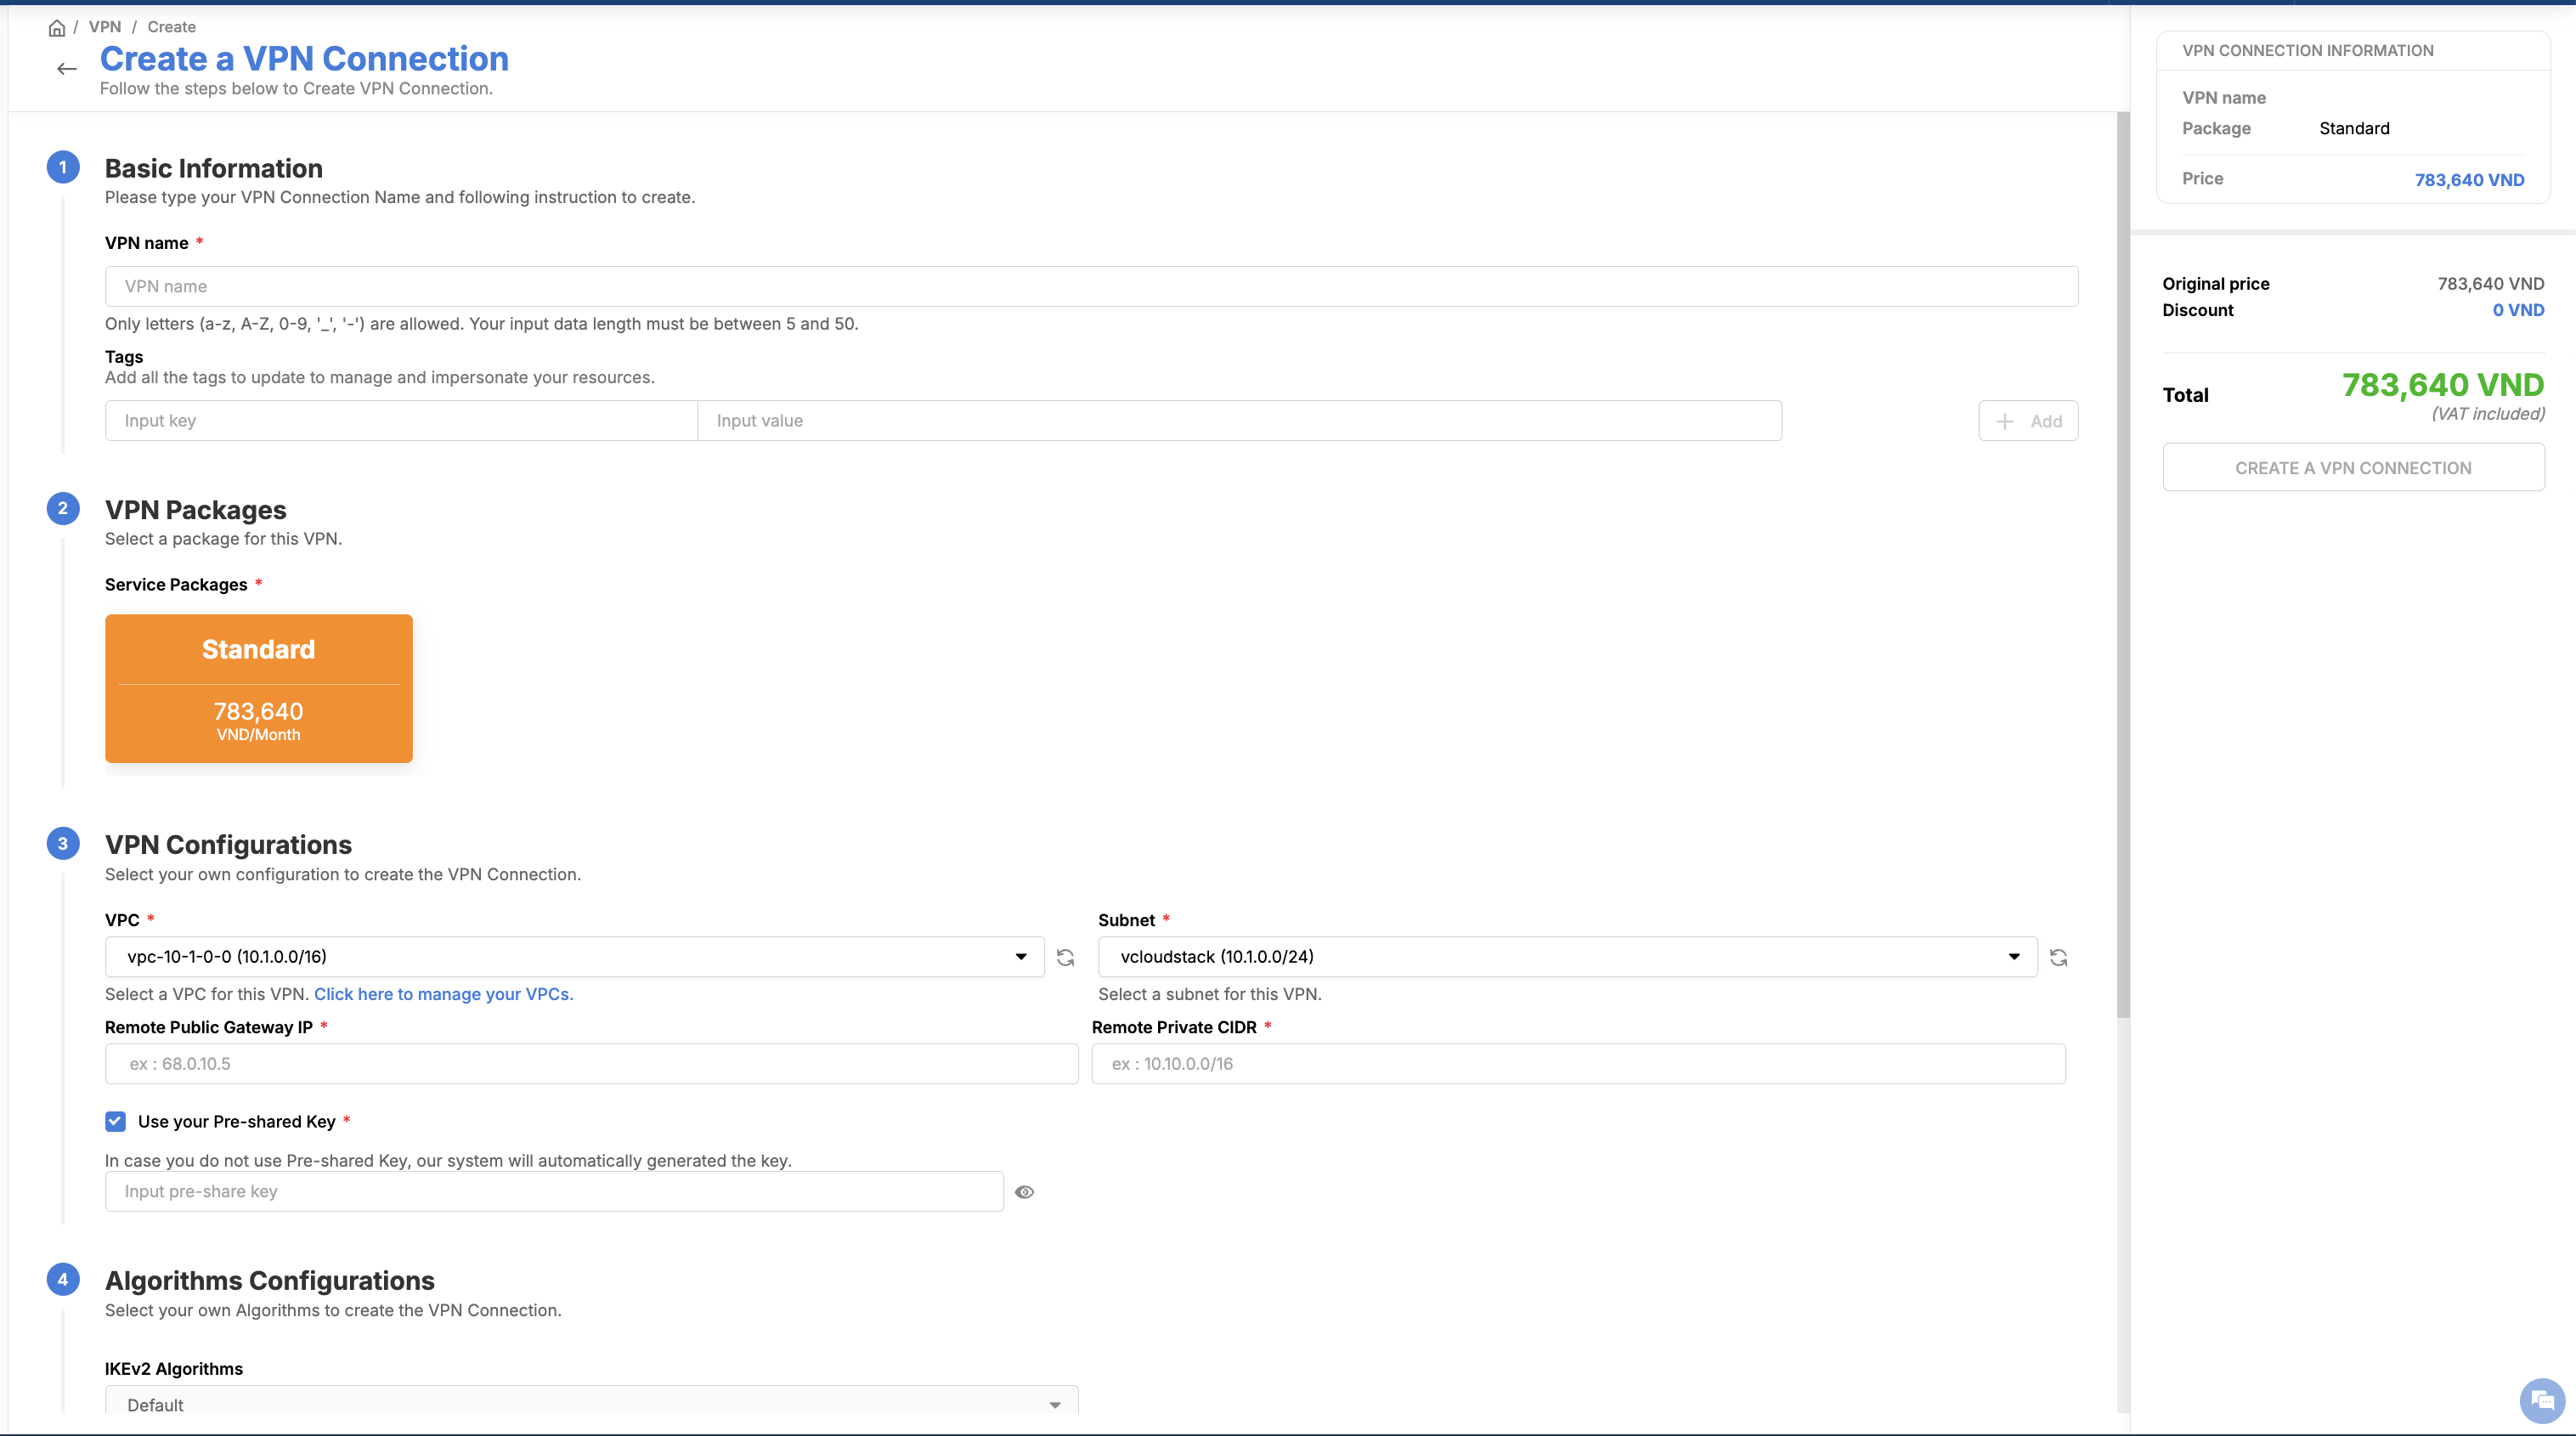 / VPN / Create
Create a VPN Connection
Follow the steps below to Create VPN Connection.
1 Basic Information
Please type your VPN Connection Name and following instruction to create.
VPN name *
VPN name
Only letters (a-z, A-Z, 0-9, '_', '-') are allowed. Your input data length must be between 5 and 50.
Tags
Add all the tags to update to manage and impersonate your resources.
Input key Input value + Add
2 VPN Packages
Select a package for this VPN.
Service Packages *
Standard
783,640
VND/Month
3 VPN Configurations
Select your own configuration to create the VPN Connection.
VPC * Subnet *
vpc-10-1-0-0 (10.1.0.0/16) vcloudstack (10.1.0.0/24)
Select a VPC for this VPN. Click here to manage your VPCs. Select a subnet for this VPN.
Remote Public Gateway IP * Remote Private CIDR *
ex : 68.0.10.5 ex : 10.10.0.0/16
Use your Pre-shared Key *
In case you do not use Pre-shared Key, our system will automatically generated the key.
Input pre-share key
4 Algorithms Configurations
Select your own Algorithms to create the VPN Connection.
IKEv2 Algorithms
Default
VPN CONNECTION INFORMATION
VPN name
Package Standard
Price 783,640 VND
Original price 783,640 VND
Discount 0 VND
Total 783,640 VND
(VAT included)
CREATE A VPN CONNECTION